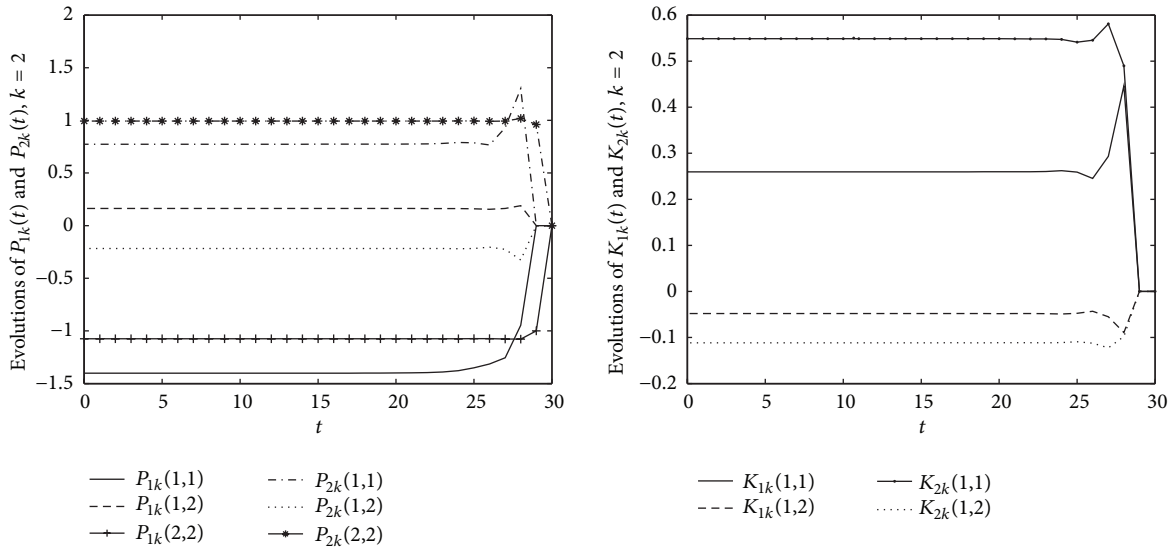 Evolutions of P1k(t) and P2k(t), k = 2
2
1.5
1
0.5
0
−0.5
−1
−1.5
0 5 10 15 20 25 30
t
P1k(1,1) P2k(1,1)
P1k(1,2) P2k(1,2)
P1k(2,2) P2k(2,2)
Evolutions of K1k(t) and K2k(t), k = 2
0.6
0.5
0.4
0.3
0.2
0.1
0
−0.1
−0.2
0 5 10 15 20 25 30
t
K1k(1,1) K2k(1,1)
K1k(1,2) K2k(1,2)